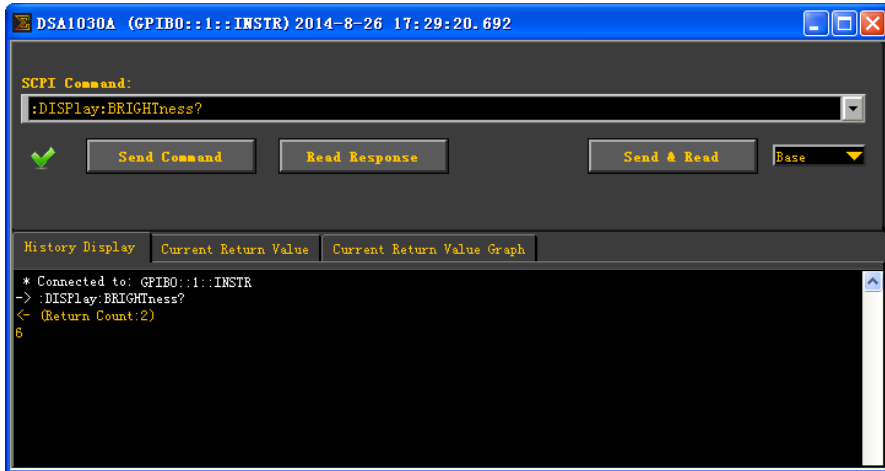 DSA1030A (GPIB0::1::INSTR) 2014-8-26 17:29:20.692
SCPI Command:
:DISPlay:BRIGHTness?
Send Command Read Response Send & Read Base
History Display Current Return Value Current Return Value Graph
* Connected to: GPIB0::1::INSTR
-> :DISPlay:BRIGHTness?
<- (Return Count:2)
6